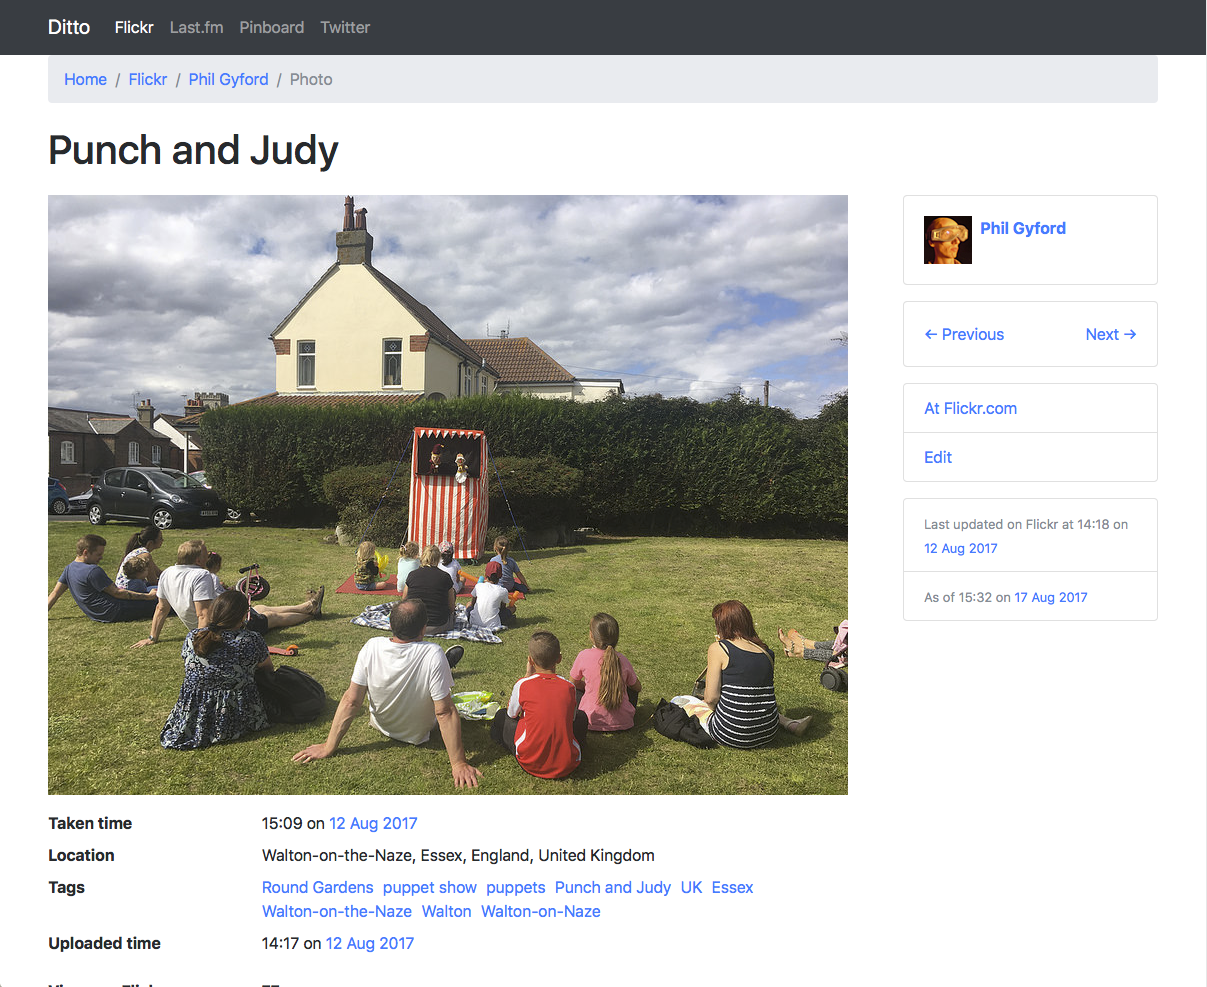 Ditto Flickr Last.fm Pinboard Twitter
Home / Flickr / Phil Gyford / Photo
Punch and Judy
Phil Gyford
← Previous Next →
At Flickr.com
Edit
Last updated on Flickr at 14:18 on
12 Aug 2017
As of 15:32 on 17 Aug 2017
Taken time 15:09 on 12 Aug 2017
Location Walton-on-the-Naze, Essex, England, United Kingdom
Tags Round Gardens puppet show puppets Punch and Judy UK Essex
Walton-on-the-Naze Walton Walton-on-Naze
Uploaded time 14:17 on 12 Aug 2017